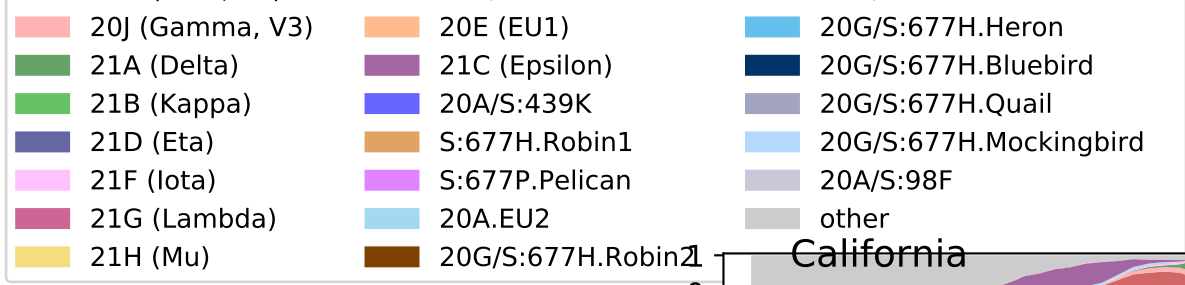 20J (Gamma, V3)
21A (Delta)
21B (Kappa)
21D (Eta)
21F (Iota)
21G (Lambda)
21H (Mu)
20E (EU1)
21C (Epsilon)
20A/S:439K
S:677H.Robin1
S:677P.Pelican
20A.EU2
20G/S:677H.Robin2
20G/S:677H.Heron
20G/S:677H.Bluebird
20G/S:677H.Quail
20G/S:677H.Mockingbird
20A/S:98F
other
1
California